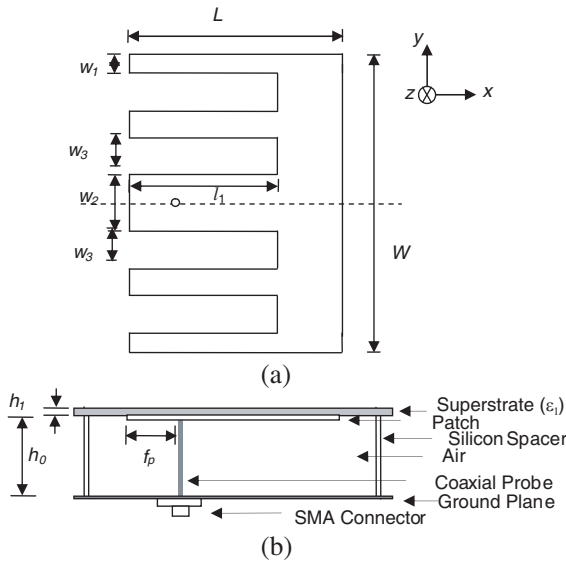 L
y
w1
z
x
w3
w2
l1
w3
W
(a)
h1
Superstrate (ε1)
Patch
Silicon Spacer
h0
fp
Air
Coaxial Probe
Ground Plane
SMA Connector
(b)